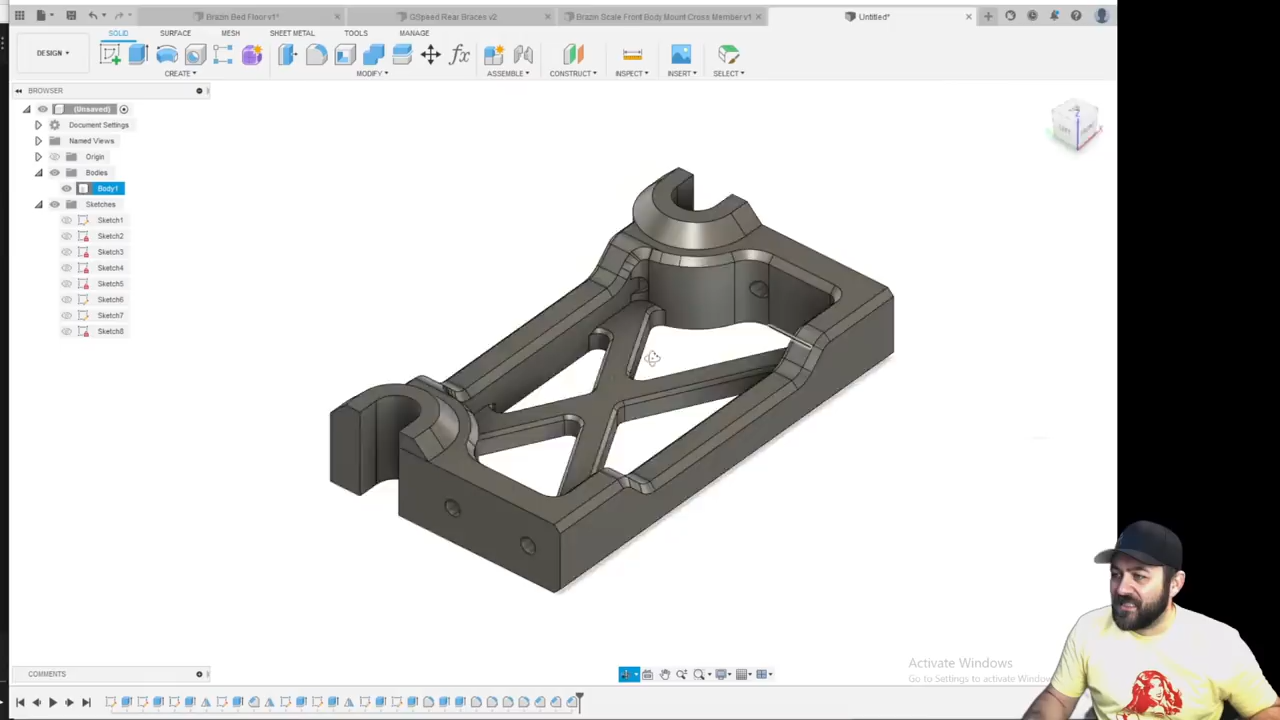 Brazin Bed Floor v1*
GSpeed Rear Braces v2
Brazin Scale Front Body Mount Cross Member v1
Untitled*
SOLID SURFACE MESH SHEET METAL TOOLS MANAGE
DESIGN
CREATE MODIFY ASSEMBLE CONSTRUCT INSPECT INSERT SELECT
BROWSER
(Unsaved)
Document Settings
Named Views
Origin
Bodies
Body1
Sketches
Sketch1
Sketch2
Sketch3
Sketch4
Sketch5
Sketch6
Sketch7
Sketch8
Activate Windows
Go to Settings to activate Windows
COMMENTS